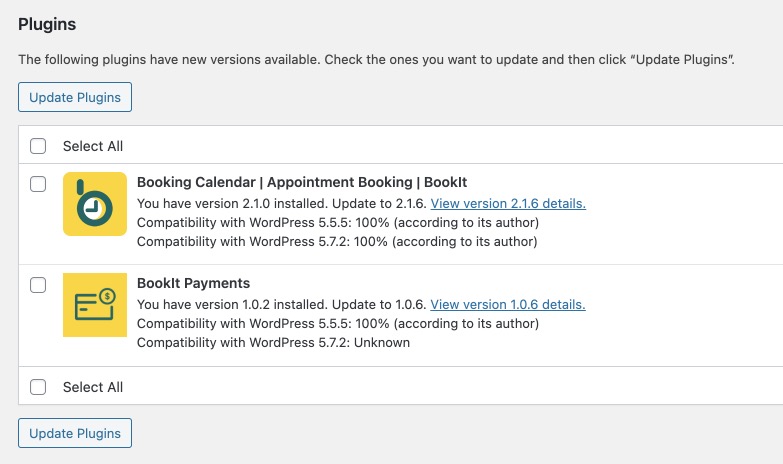 Plugins
The following plugins have new versions available. Check the ones you want to update and then click “Update Plugins”.
Update Plugins
Select All
Booking Calendar | Appointment Booking | BookIt
You have version 2.1.0 installed. Update to 2.1.6. View version 2.1.6 details.
Compatibility with WordPress 5.5.5: 100% (according to its author)
Compatibility with WordPress 5.7.2: 100% (according to its author)
$
BookIt Payments
You have version 1.0.2 installed. Update to 1.0.6. View version 1.0.6 details.
Compatibility with WordPress 5.5.5: 100% (according to its author)
Compatibility with WordPress 5.7.2: Unknown
Select All
Update Plugins